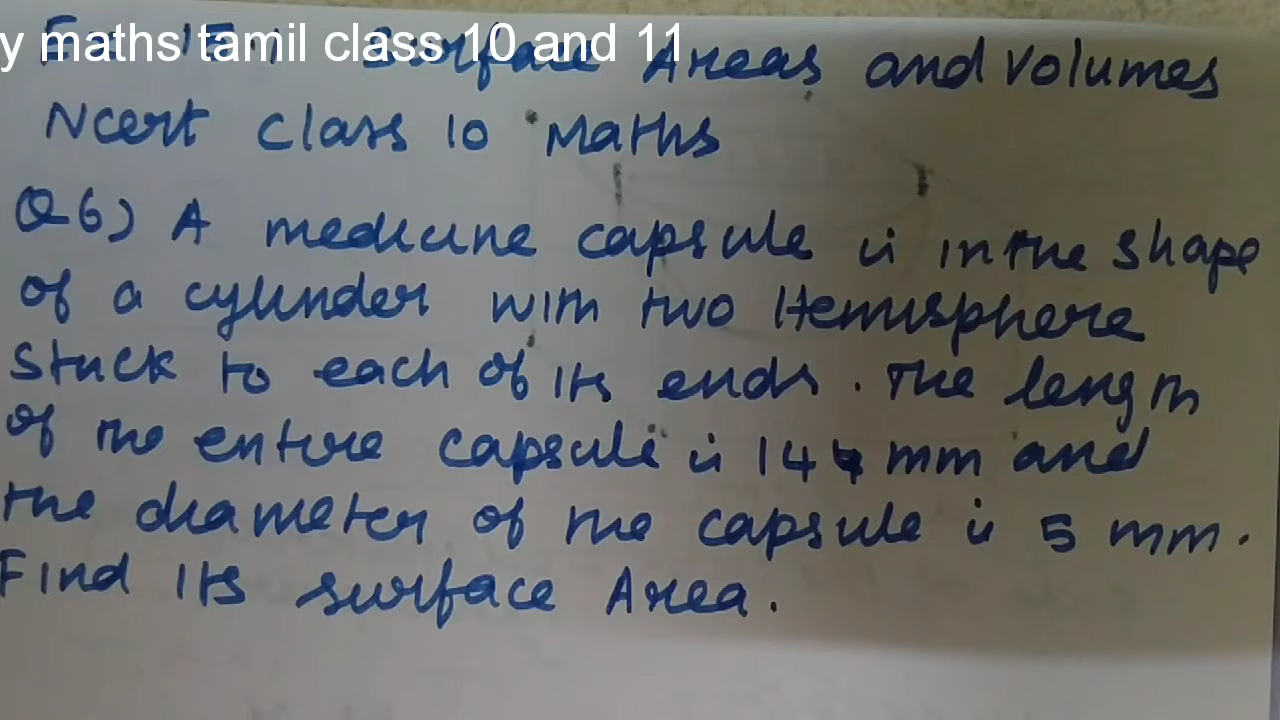 y maths tamil class 10 and 11
Surface Areas and Volumes
Ncert Class 10 Maths
Q6) A medicine capsule is in the shape
of a cylinder with two Hemisphere
Stuck to each of its ends. The length
of the entire capsule is 14 mm and
the diameter of the capsule is 5 mm.
Find its surface Area.